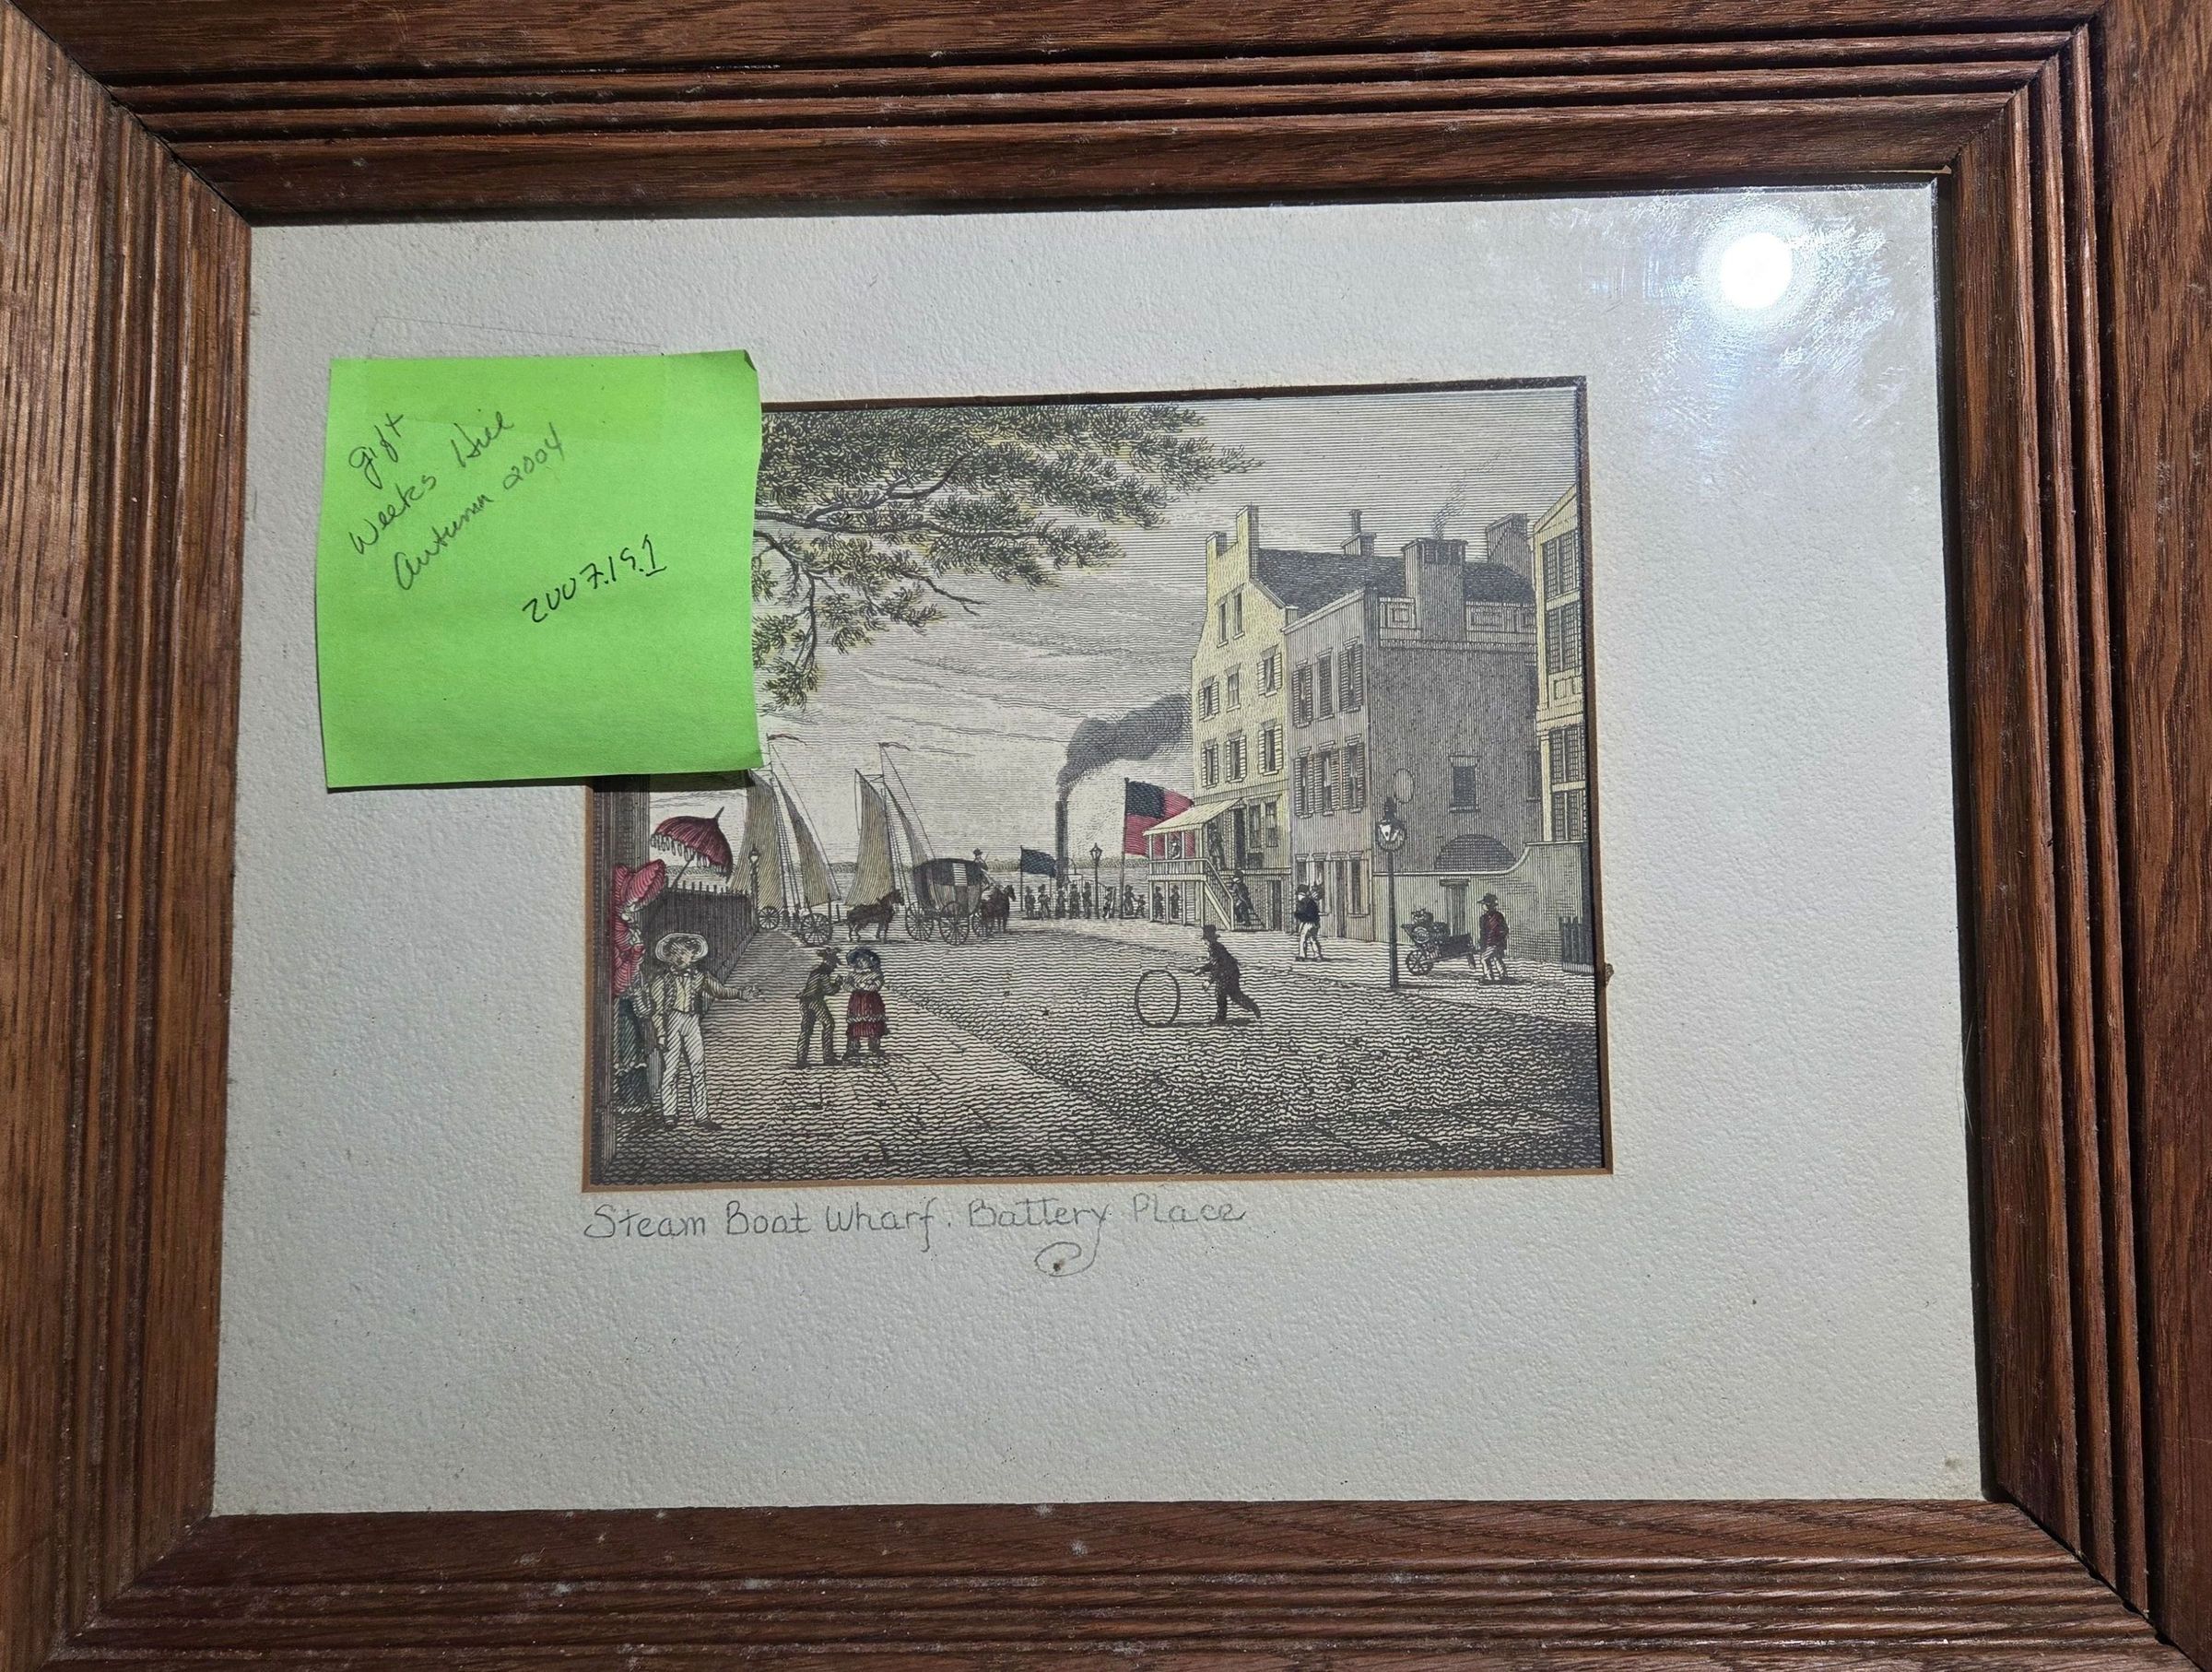 gift
Weeks Hill
Autumn 2004
2007.19.1
Steam Boat Wharf. Battery Place